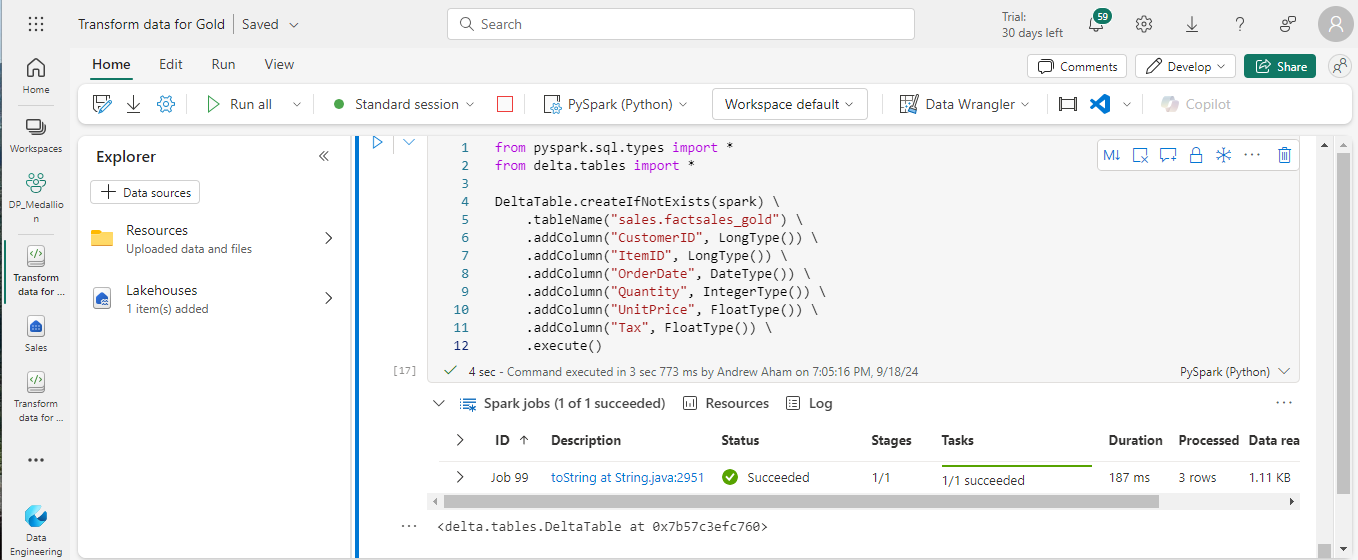 Transform data for Gold Saved
Search
Trial:
30 days left
59
Home Edit Run View
Comments Develop Share
Run all Standard session PySpark (Python) Workspace default Data Wrangler Copilot
Home
Workspaces
DP_Medallio
n
Transform
data for ...
Sales
Transform
data for ...
Data
Engineering
Explorer
Data sources
Resources
Uploaded data and files
Lakehouses
1 item(s) added
M↓
1 from pyspark.sql.types import *
2 from delta.tables import *
3
4 DeltaTable.createIfNotExists(spark) \
5 .tableName("sales.factsales_gold") \
6 .addColumn("CustomerID", LongType()) \
7 .addColumn("ItemID", LongType()) \
8 .addColumn("OrderDate", DateType()) \
9 .addColumn("Quantity", IntegerType()) \
10 .addColumn("UnitPrice", FloatType()) \
11 .addColumn("Tax", FloatType()) \
12 .execute()
[17] 4 sec - Command executed in 3 sec 773 ms by Andrew Aham on 7:05:16 PM, 9/18/24 PySpark (Python)
Spark jobs (1 of 1 succeeded) Resources Log
ID ↑ Description Status Stages Tasks Duration Processed Data rea
Job 99 toString at String.java:2951 Succeeded 1/1 1/1 succeeded 187 ms 3 rows 1.11 KB
<delta.tables.DeltaTable at 0x7b57c3efc760>